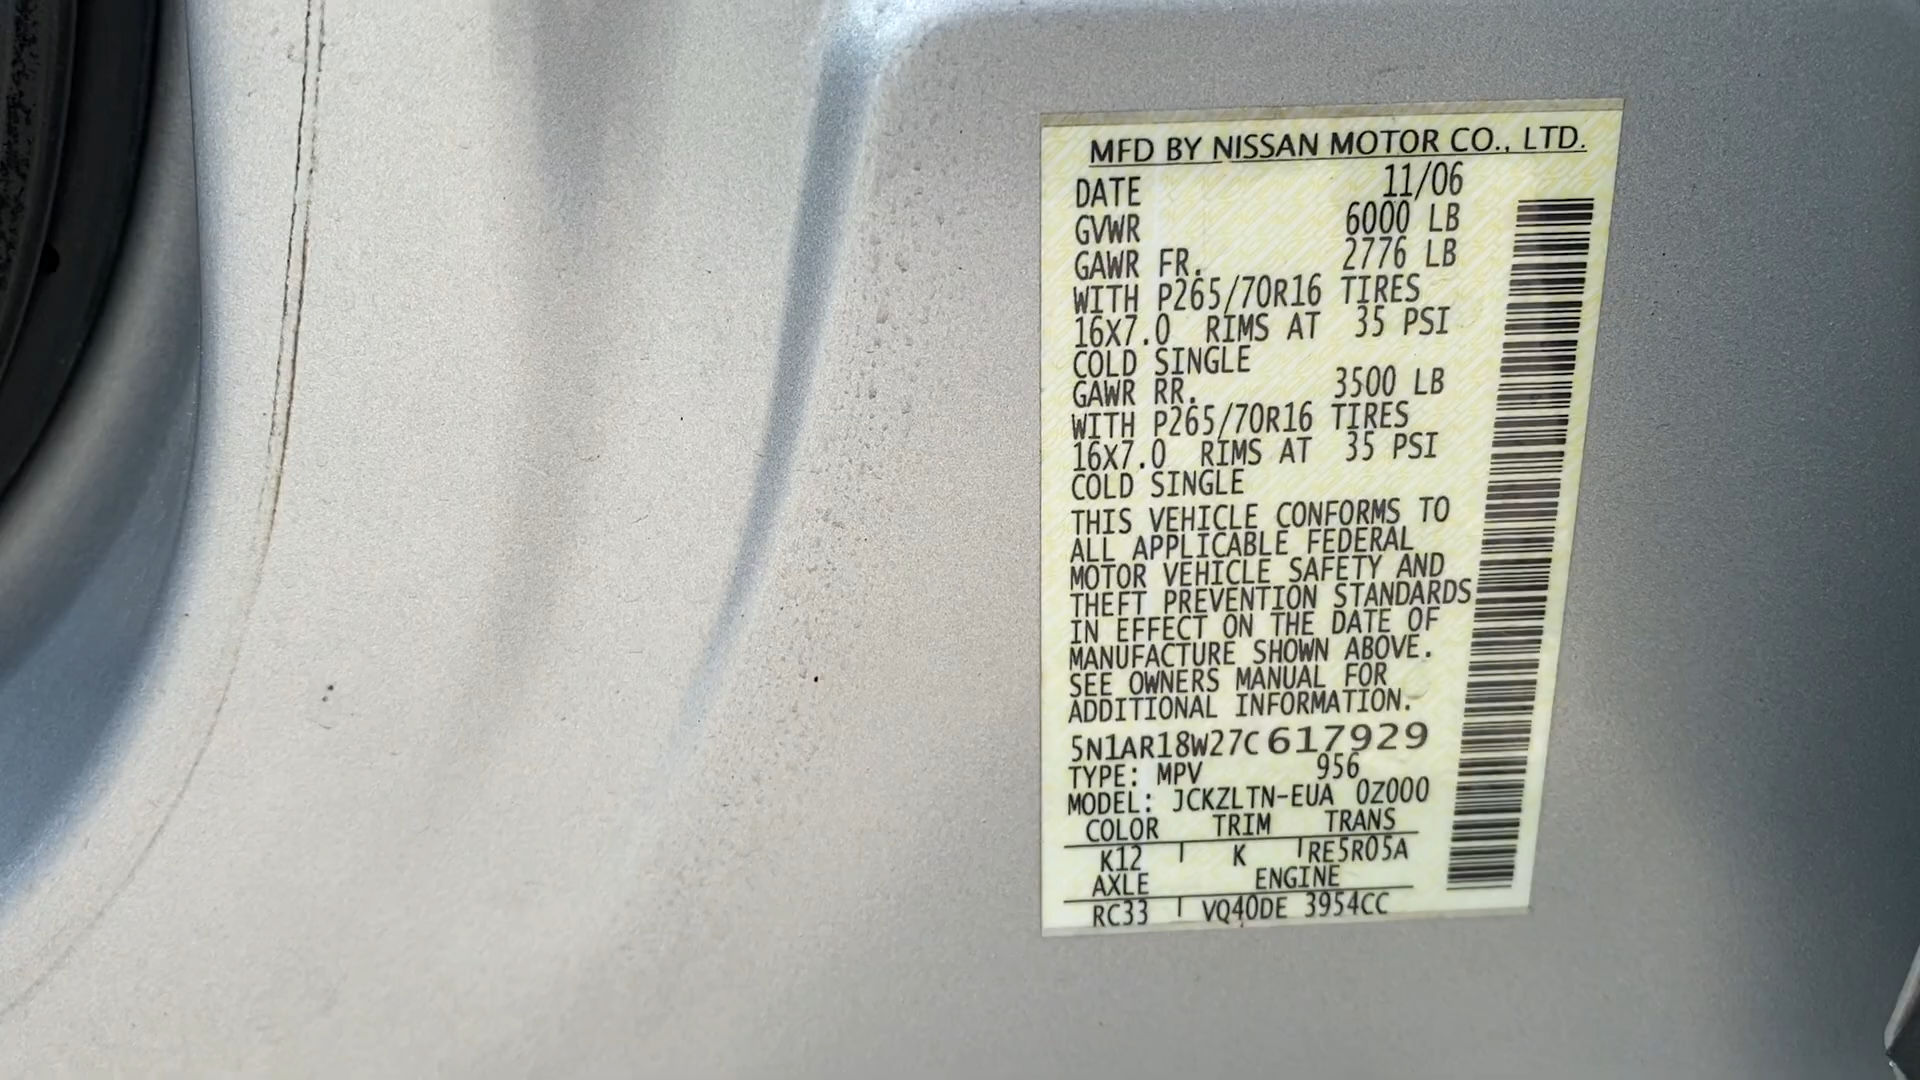 MFD BY NISSAN MOTOR CO., LTD.
DATE 11/06
GVWR 6000 LB
GAWR FR. 2776 LB
WITH P265/70R16 TIRES
16X7.0 RIMS AT 35 PSI
COLD SINGLE
GAWR RR. 3500 LB
WITH P265/70R16 TIRES
16X7.0 RIMS AT 35 PSI
COLD SINGLE
THIS VEHICLE CONFORMS TO
ALL APPLICABLE FEDERAL
MOTOR VEHICLE SAFETY AND
THEFT PREVENTION STANDARDS
IN EFFECT ON THE DATE OF
MANUFACTURE SHOWN ABOVE.
SEE OWNERS MANUAL FOR
ADDITIONAL INFORMATION.
5N1AR18W27C617929
TYPE: MPV 956
MODEL: JCKZLTN-EUA 0Z000
COLOR TRIM TRANS
K12 K RE5R05A
AXLE ENGINE
RC33 VQ40DE 3954CC